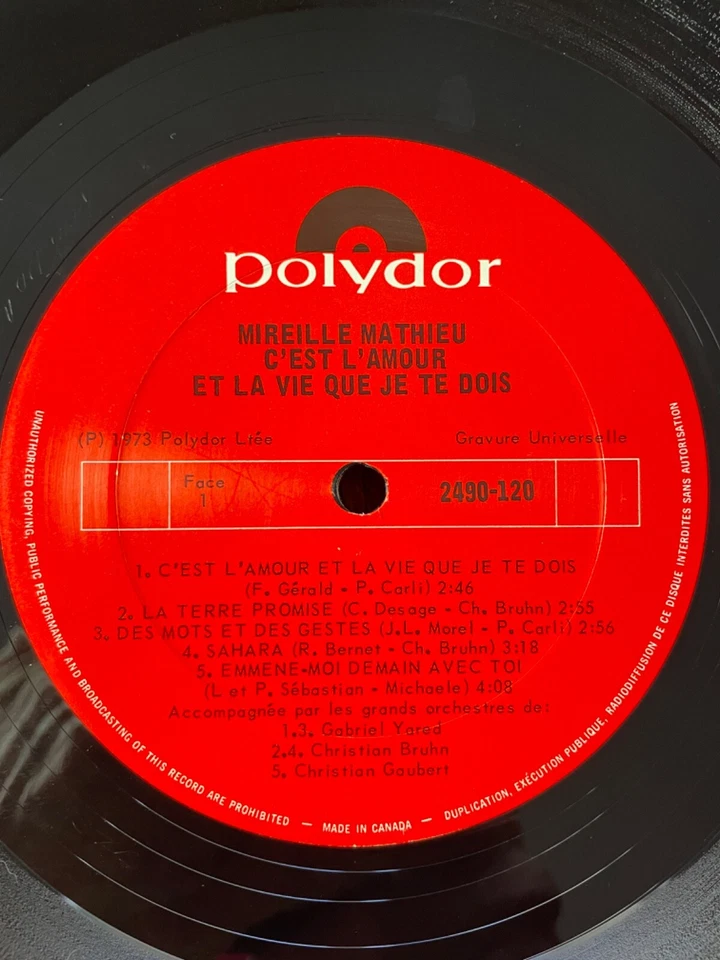 polydor
MIREILLE MATHIEU
C'EST L'AMOUR
ET LA VIE QUE JE TE DOIS
(P) 1973 Polydor Ltée
Gravure Universelle
Face
1
2490-120
1. C'EST L'AMOUR ET LA VIE QUE JE TE DOIS
(F. Gérald - P. Carli) 2:46
2. LA TERRE PROMISE (C. Desage - Ch. Bruhn) 2:55
3. DES MOTS ET DES GESTES (J.L. Morel - P. Carli) 2:56
4. SAHARA (R. Bernet - Ch. Bruhn) 3:18
5. EMMENE-MOI DEMAIN AVEC TOI
(L et P. Sébastian - Michaele) 4:08
Accompagnée par les grands orchestres de:
1.3. Gabriel Yared
2.4. Christian Bruhn
5. Christian Gaubert
UNAUTHORIZED COPYING, PUBLIC PERFORMANCE AND BROADCASTING OF THIS RECORD ARE PROHIBITED — MADE IN CANADA — DUPLICATION, EXÉCUTION PUBLIQUE, RADIODIFFUSION DE CE DISQUE INTERDITES SANS AUTORISATION